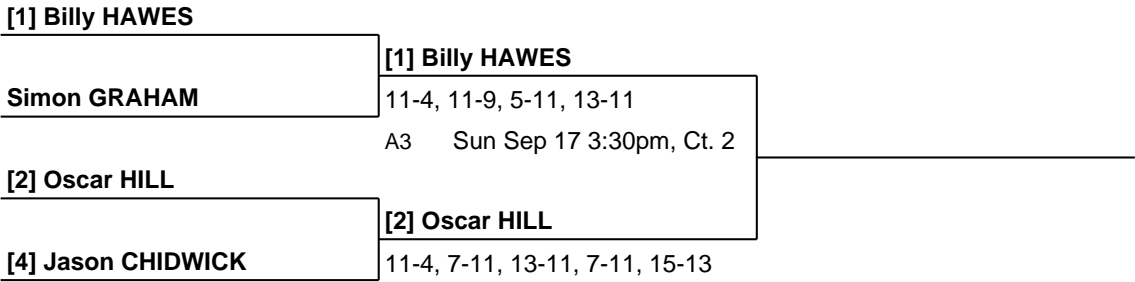 [1] Billy HAWES
[1] Billy HAWES
Simon GRAHAM
11-4, 11-9, 5-11, 13-11
A3 Sun Sep 17 3:30pm, Ct. 2
[2] Oscar HILL
[2] Oscar HILL
[4] Jason CHIDWICK
11-4, 7-11, 13-11, 7-11, 15-13